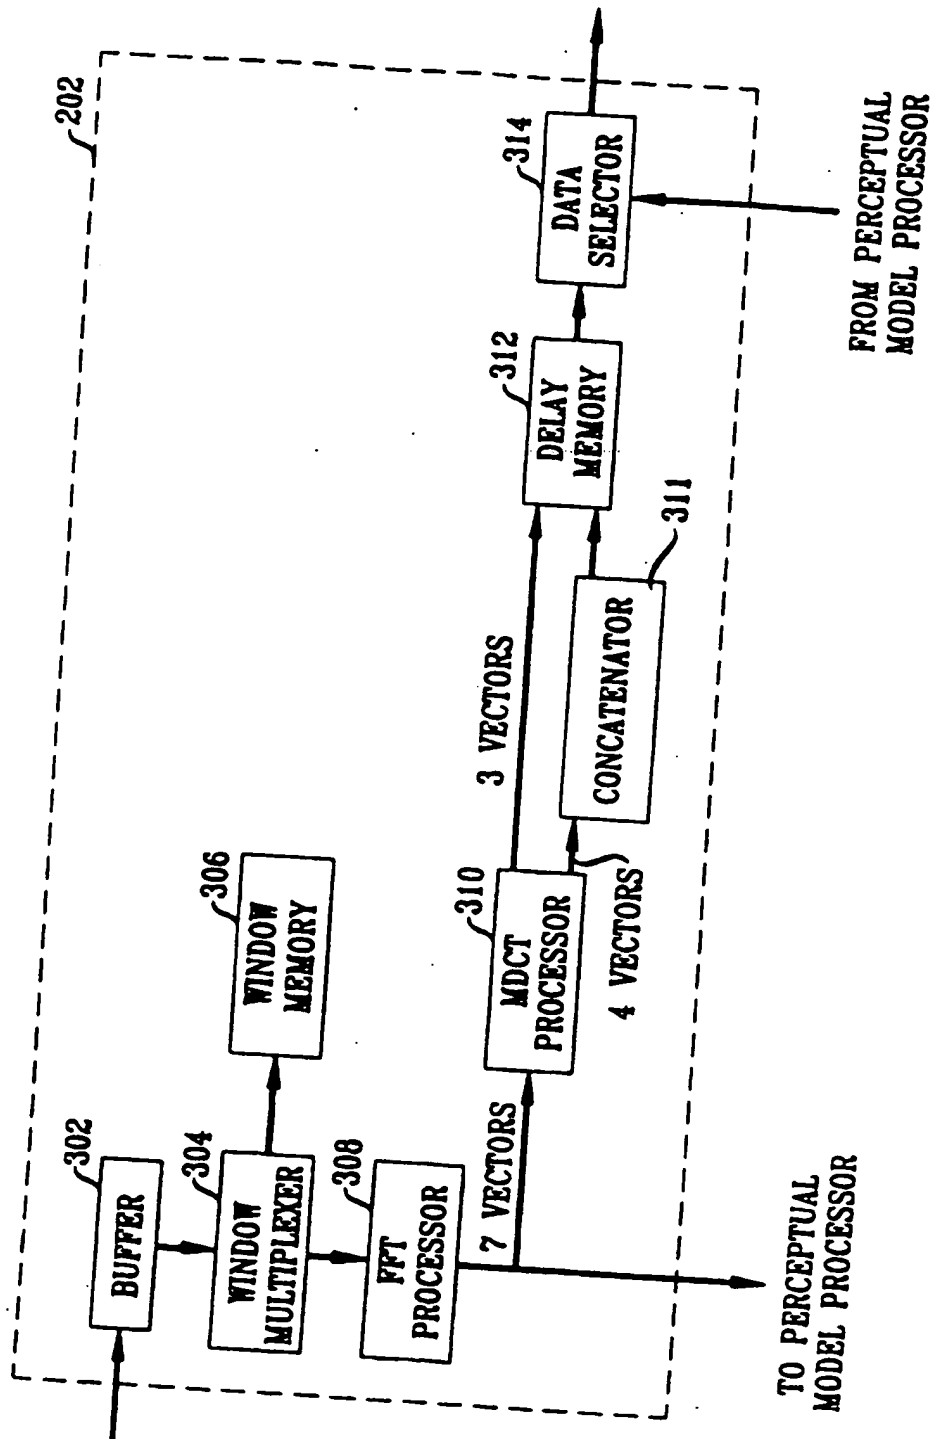 202
302
BUFFER
304
WINDOW
MULTIPLEXER
306
WINDOW
MEMORY
308
FFT
PROCESSOR
7 VECTORS
TO PERCEPTUAL
MODEL PROCESSOR
310
MDCT
PROCESSOR
3 VECTORS
4 VECTORS
CONCATENATOR
311
312
DELAY
MEMORY
314
DATA
SELECTOR
FROM PERCEPTUAL
MODEL PROCESSOR